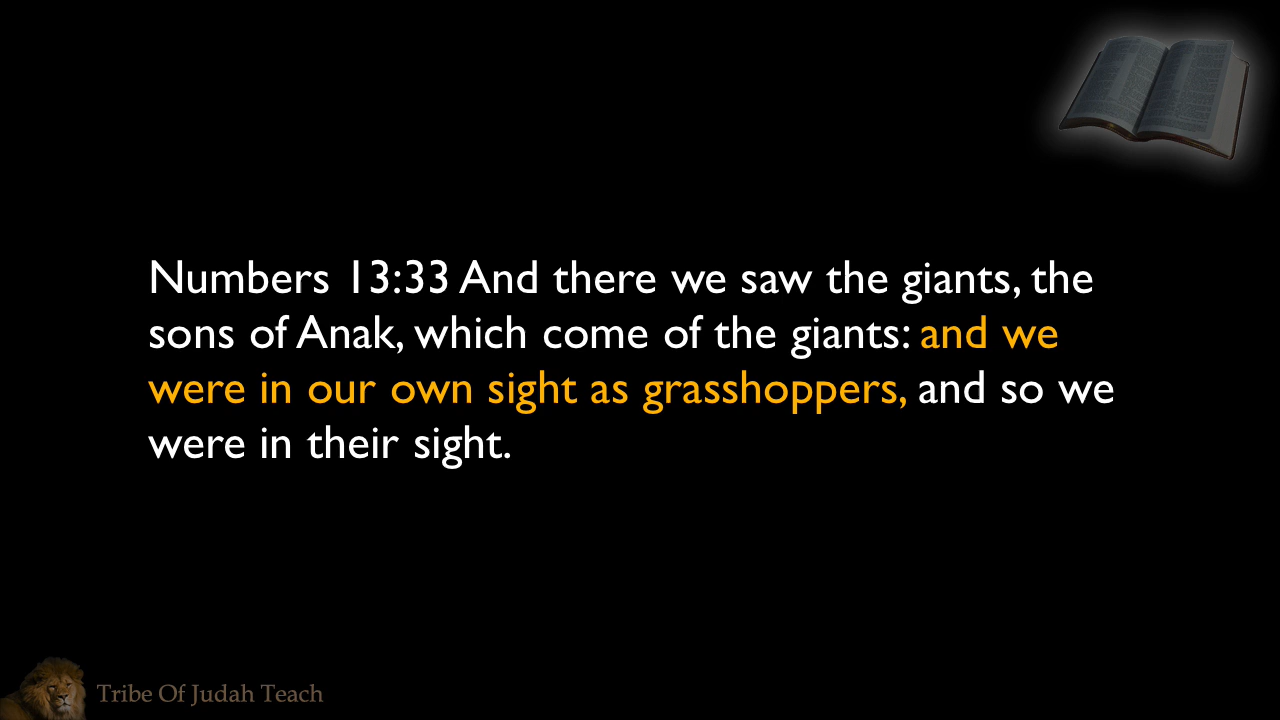 Numbers 13:33 And there we saw the giants, the
sons of Anak, which come of the giants: and we
were in our own sight as grasshoppers, and so we
were in their sight.
Tribe Of Judah Teach